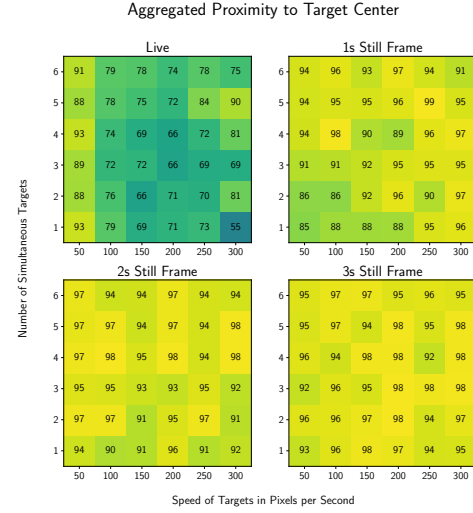 Aggregated Proximity to Target Center
Live
6 91 79 78 74 78 75
5 88 78 75 72 84 90
4 93 74 69 66 72 81
3 89 72 72 66 69 69
2 88 76 66 71 70 81
1 93 79 69 71 73 55
50 100 150 200 250 300
1s Still Frame
6 94 96 93 97 94 91
5 94 95 95 96 99 95
4 94 98 90 89 96 97
3 91 91 92 95 95 95
2 86 86 92 96 90 97
1 85 88 88 88 95 96
50 100 150 200 250 300
2s Still Frame
6 97 94 94 97 94 94
5 97 97 94 97 94 98
4 97 98 95 98 94 98
3 95 95 93 93 95 92
2 97 97 91 95 97 91
1 94 90 91 96 91 92
50 100 150 200 250 300
3s Still Frame
6 95 97 97 95 96 95
5 95 97 94 98 95 98
4 96 94 98 98 92 98
3 92 96 95 98 98 98
2 96 96 98 94 97 97
1 93 96 98 97 94 95
50 100 150 200 250 300
Number of Simultaneous Targets
Speed of Targets in Pixels per Second